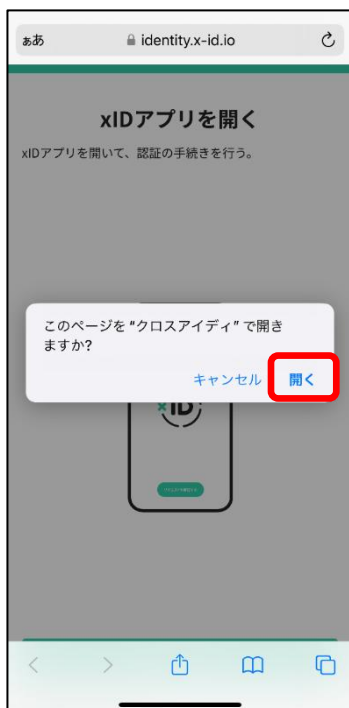 ぁあ identity.x-id.io
xIDアプリを開く
xIDアプリを開いて、認証の手続きを行う。
このページを“クロスアイディ”で開き
ますか?
キャンセル 開く
xID